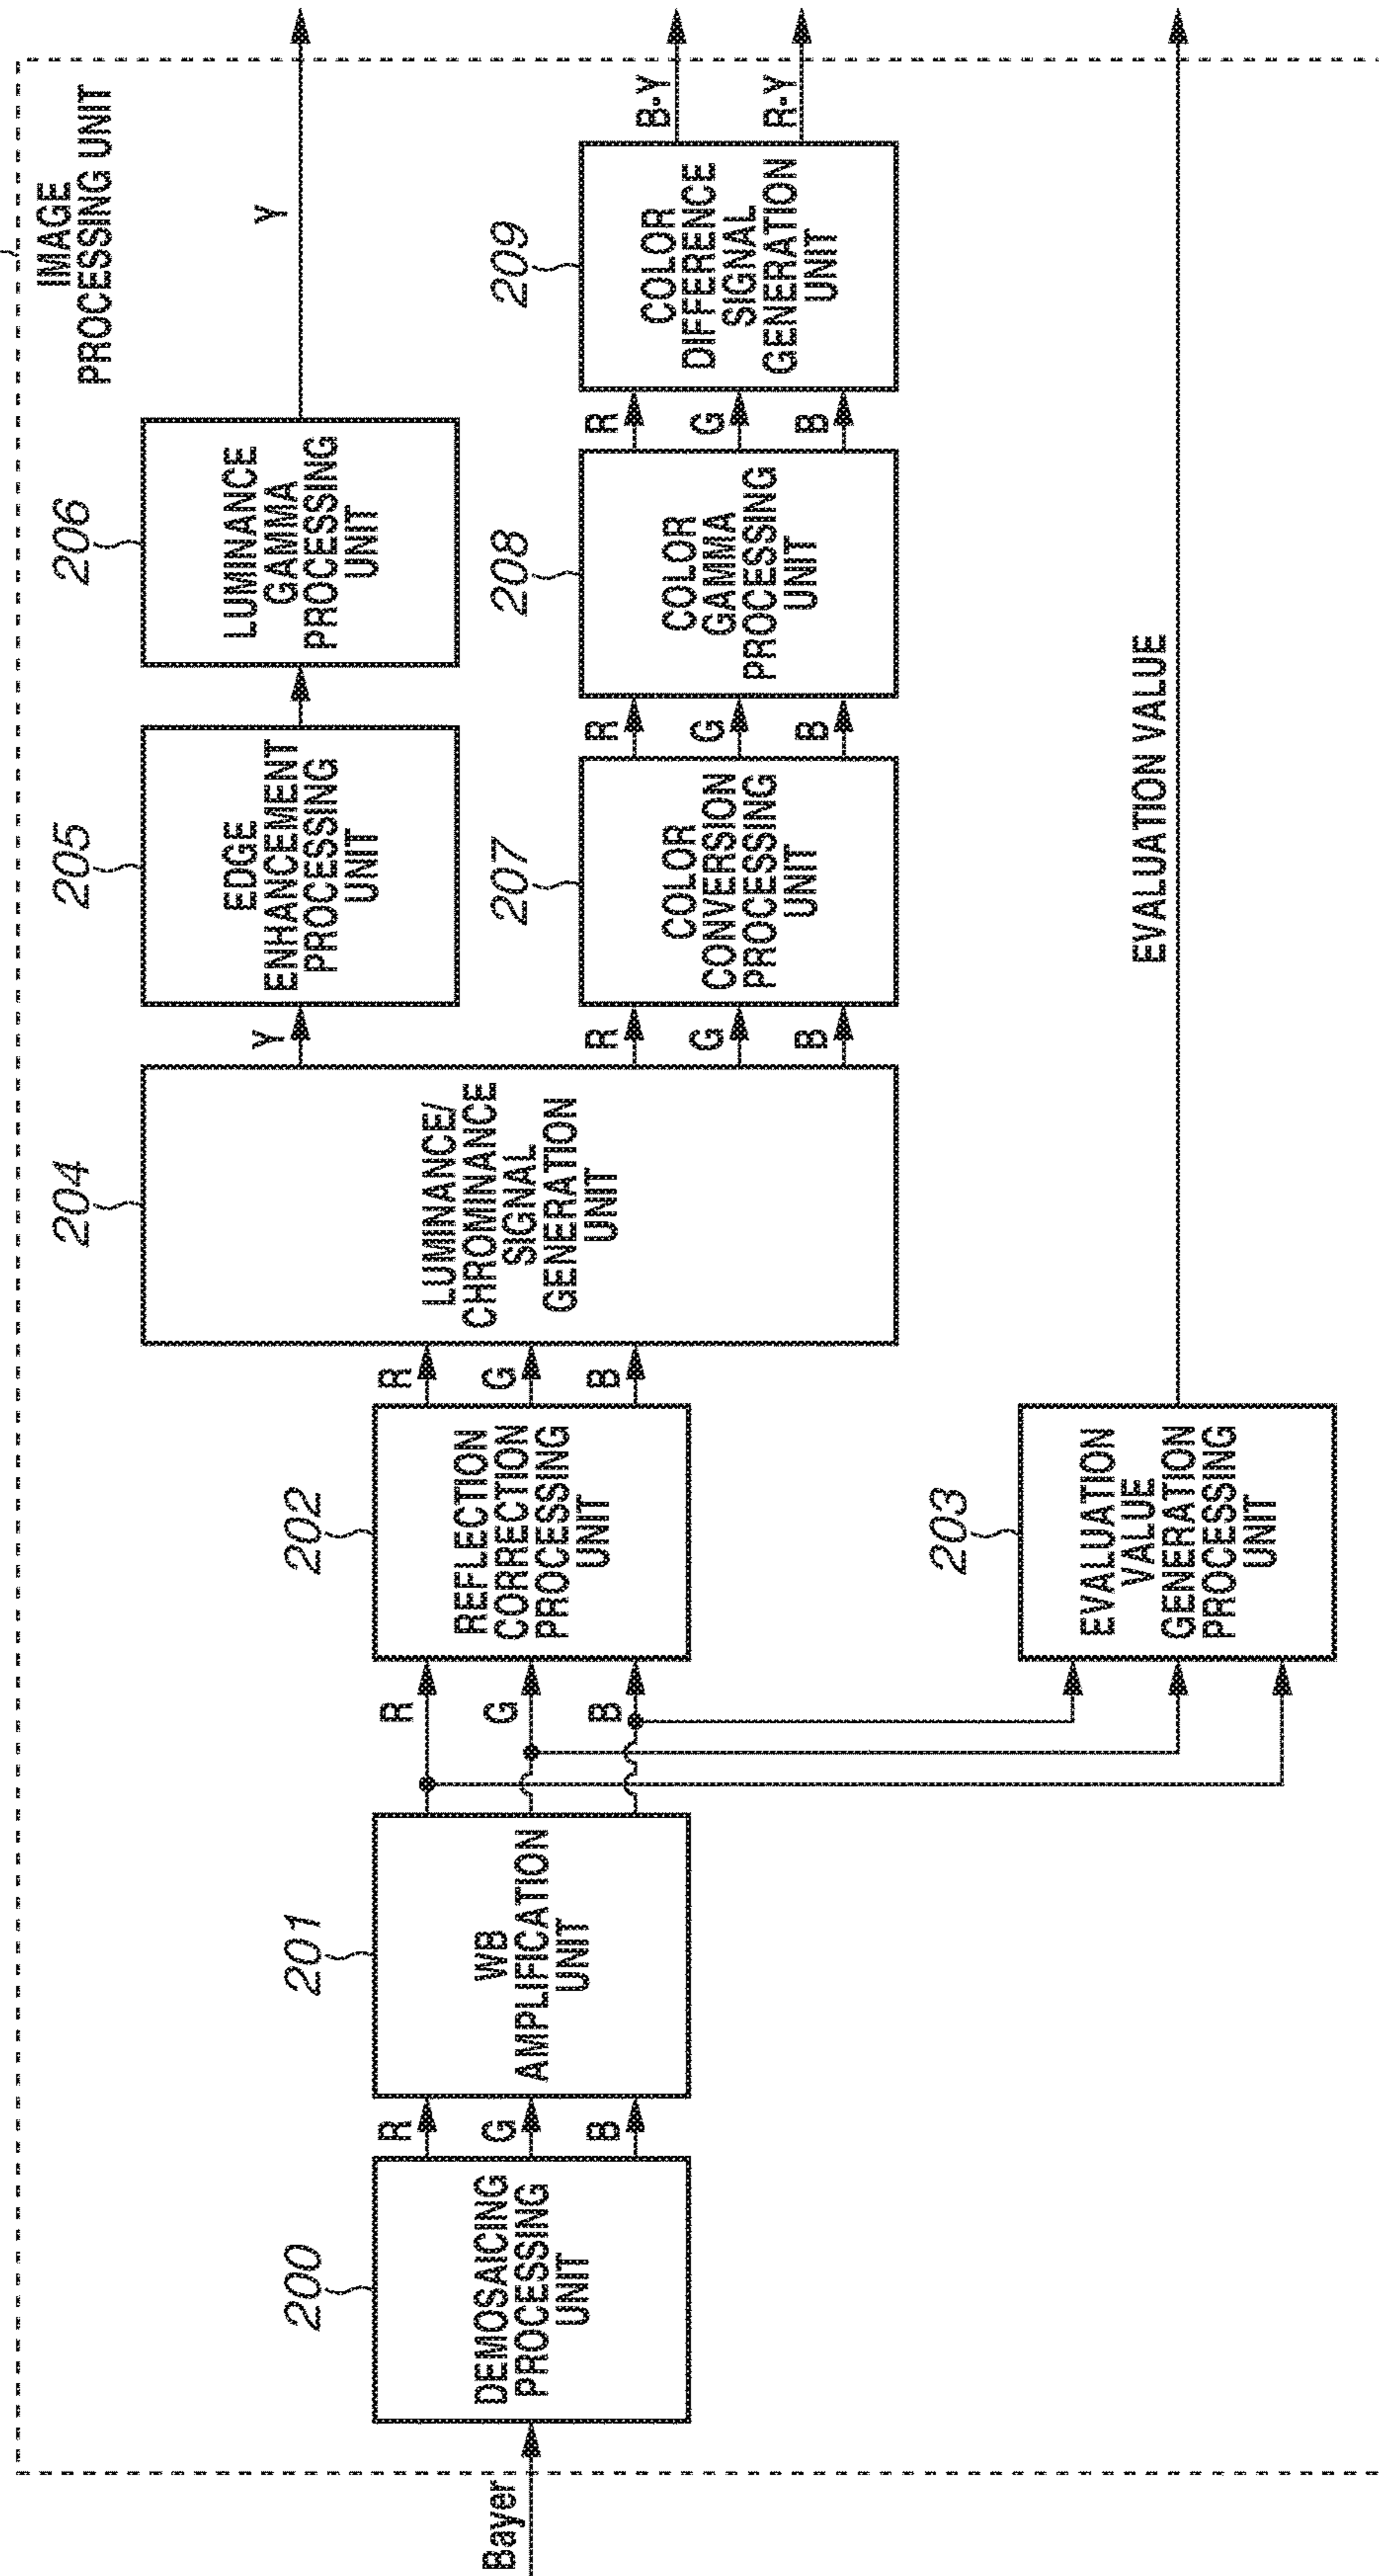 IMAGE
PROCESSING UNIT
204
205
206
Y
Y
LUMINANCE/
CHROMINANCE
SIGNAL
GENERATION
UNIT
EDGE
ENHANCEMENT
PROCESSING
UNIT
LUMINANCE
GAMMA
PROCESSING
UNIT
200
201
202
207
208
209
Bayer
DEMOSAICING
PROCESSING
UNIT
R
G
B
WB
AMPLIFICATION
UNIT
R
G
B
REFLECTION
CORRECTION
PROCESSING
UNIT
R
G
B
R
G
B
COLOR
CONVERSION
PROCESSING
UNIT
R
G
B
COLOR
GAMMA
PROCESSING
UNIT
R
G
B
COLOR
DIFFERENCE
SIGNAL
GENERATION
UNIT
B-Y
R-Y
203
EVALUATION
VALUE
GENERATION
PROCESSING
UNIT
EVALUATION VALUE